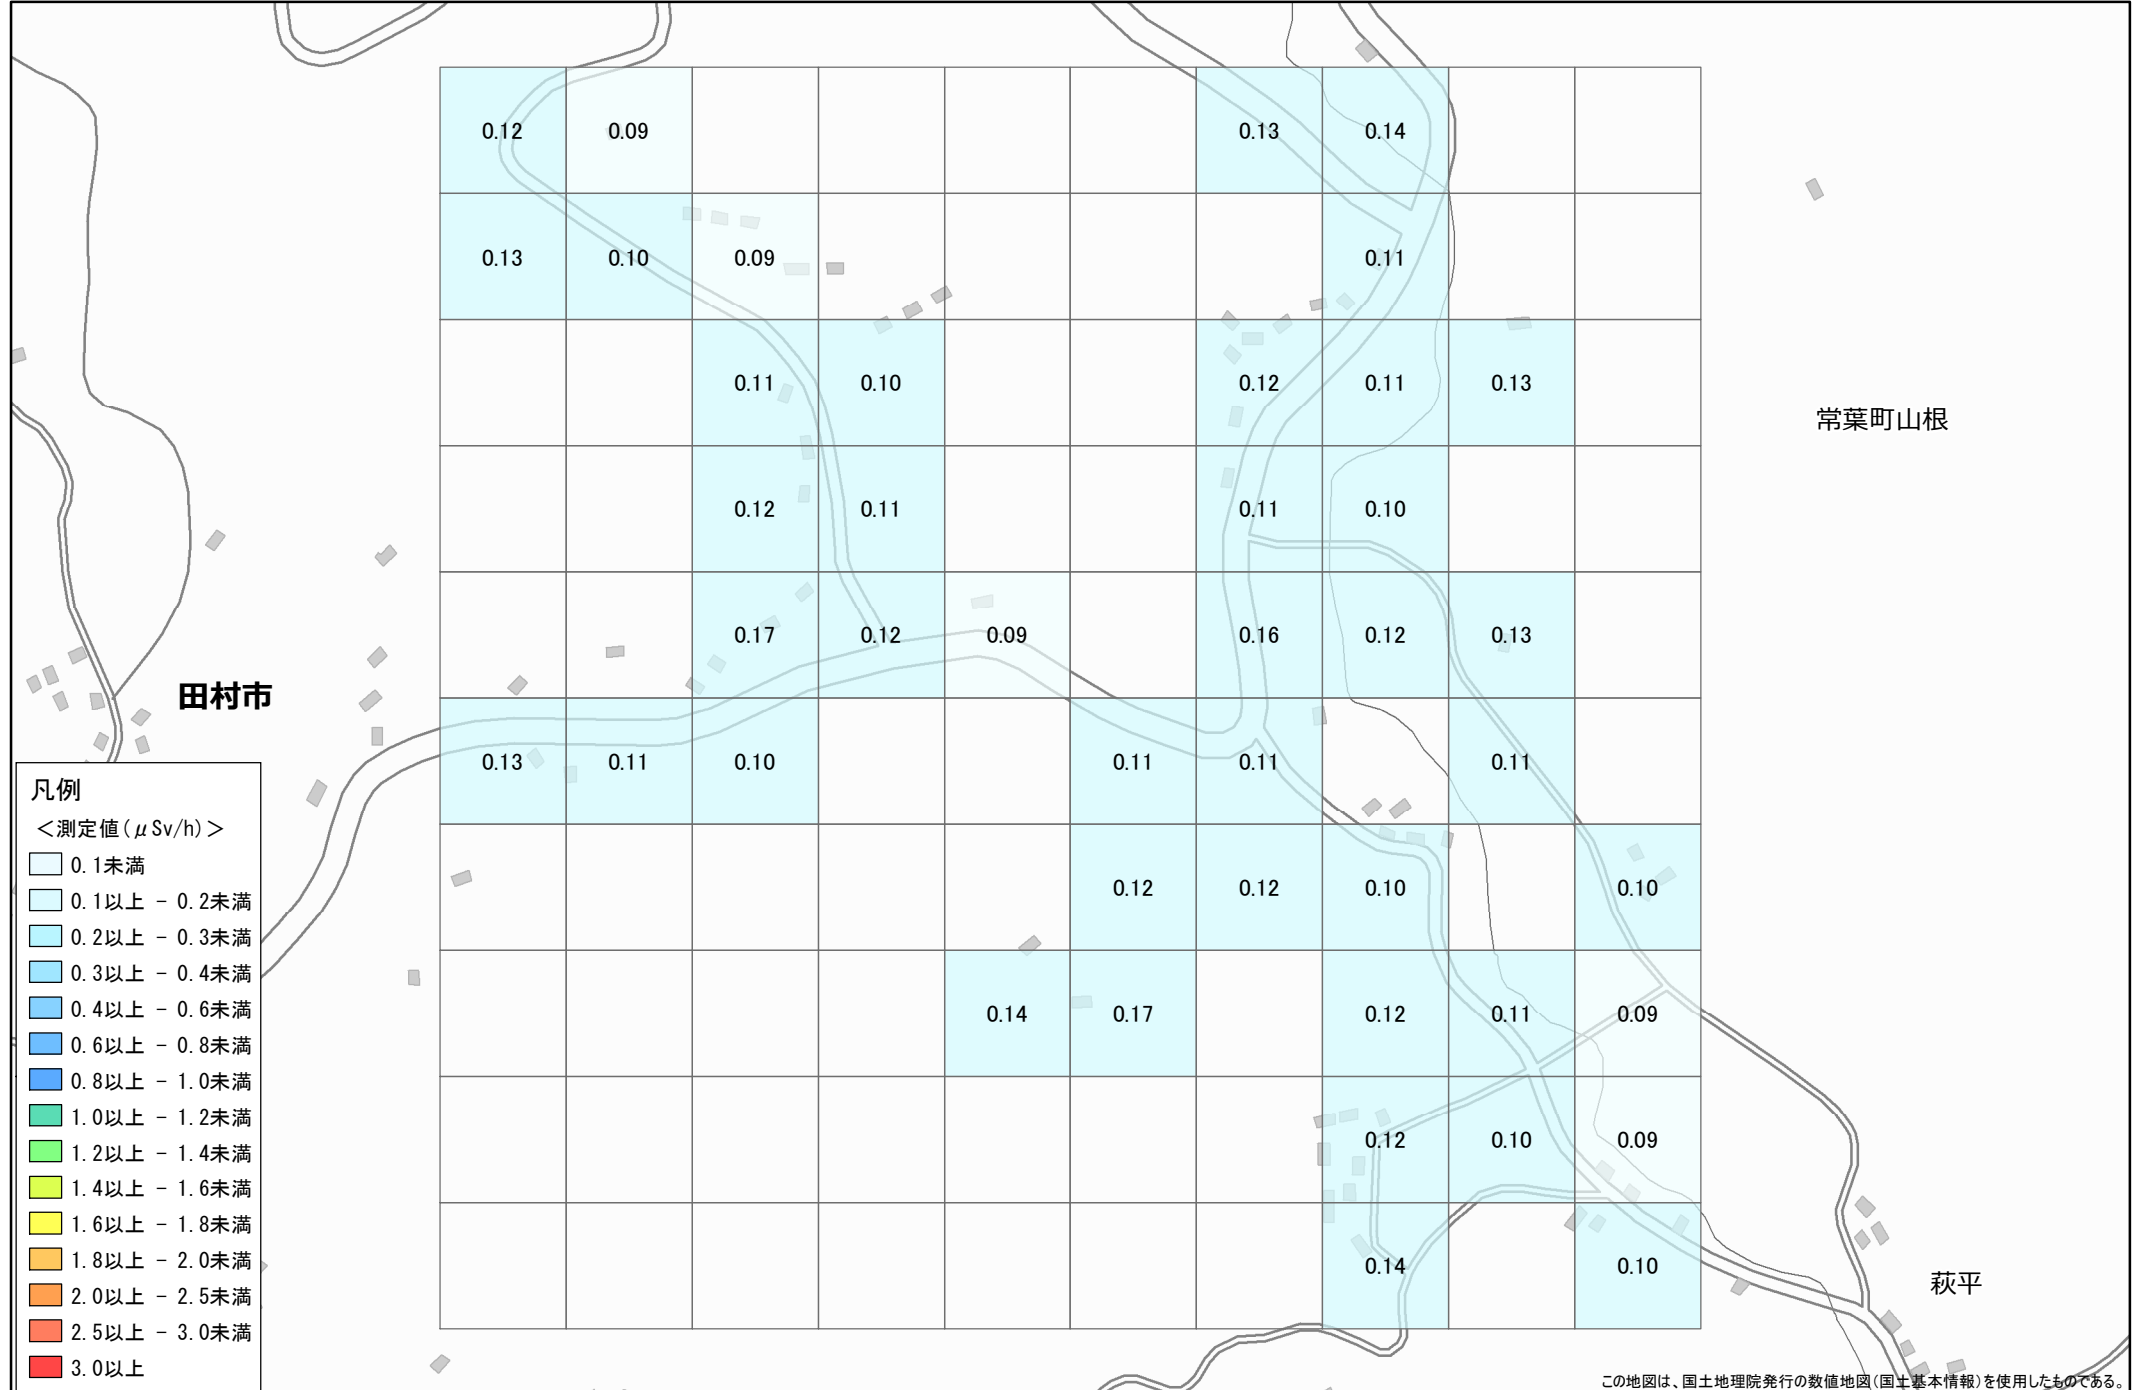 0.12 0.09 0.13 0.14
0.13 0.10 0.09 0.11
0.11 0.10 0.12 0.11 0.13
常葉町山根
0.12 0.11 0.11 0.10
0.17 0.12 0.09 0.16 0.12 0.13
田村市
0.13 0.11 0.10 0.11 0.11 0.11
0.12 0.12 0.10 0.10
0.14 0.17 0.12 0.11 0.09
0.12 0.10 0.09
0.14 0.10
萩平
凡例
＜測定値(μSv/h)＞
0.1未満
0.1以上 － 0.2未満
0.2以上 － 0.3未満
0.3以上 － 0.4未満
0.4以上 － 0.6未満
0.6以上 － 0.8未満
0.8以上 － 1.0未満
1.0以上 － 1.2未満
1.2以上 － 1.4未満
1.4以上 － 1.6未満
1.6以上 － 1.8未満
1.8以上 － 2.0未満
2.0以上 － 2.5未満
2.5以上 － 3.0未満
3.0以上
この地図は、国土地理院発行の数値地図(国土基本情報)を使用したものである。